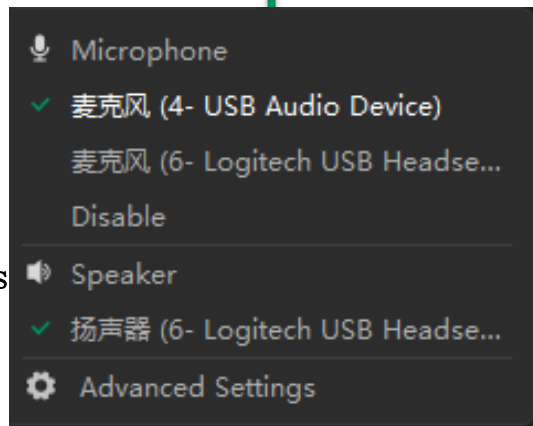 Microphone
麦克风 (4- USB Audio Device)
麦克风 (6- Logitech USB Headse...
Disable
s
Speaker
扬声器 (6- Logitech USB Headse...
Advanced Settings